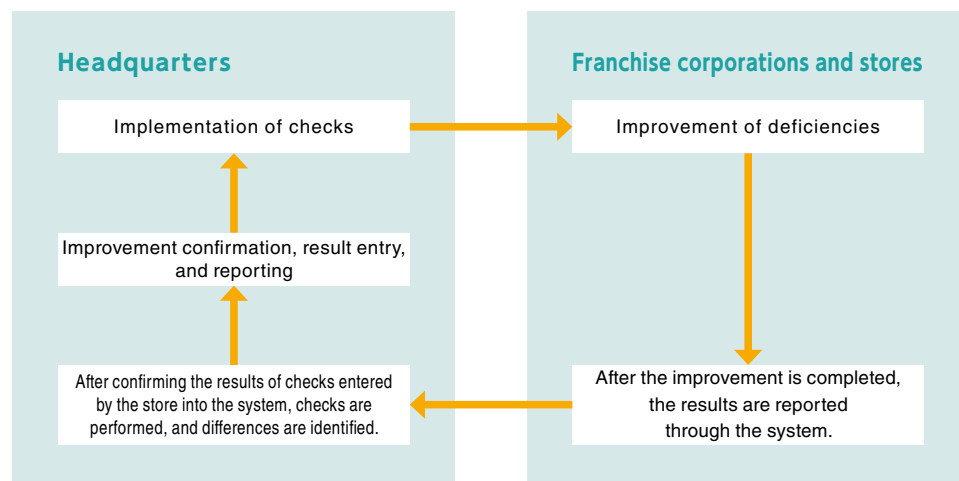 Headquarters
Implementation of checks
Improvement confirmation, result entry,
and reporting
After confirming the results of checks entered
by the store into the system, checks are
performed, and differences are identified.
Franchise corporations and stores
Improvement of deficiencies
After the improvement is completed,
the results are reported
through the system.